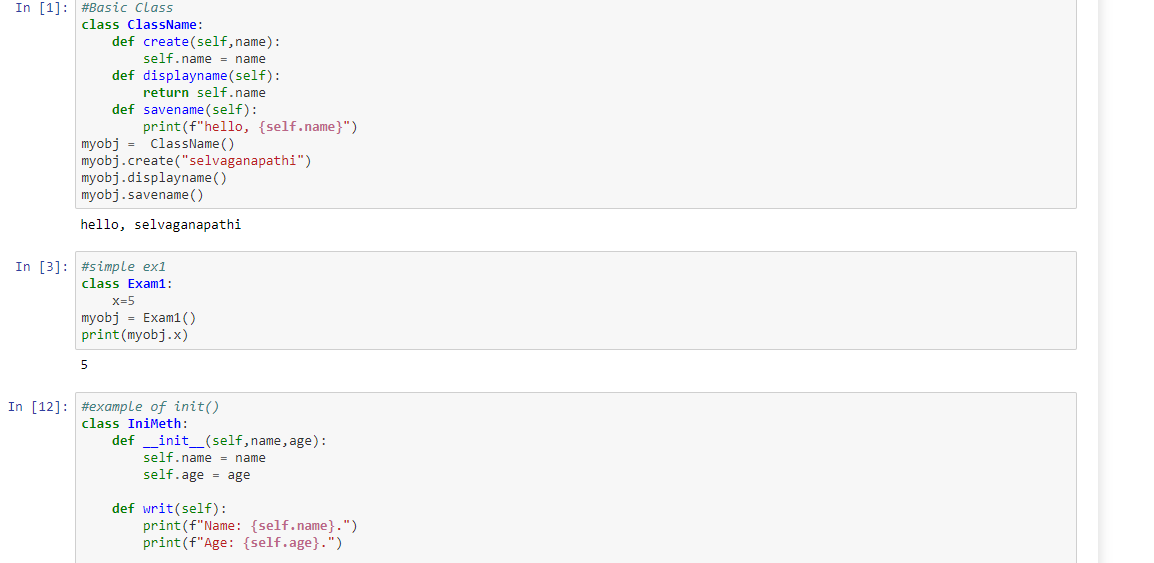 In [1]: #Basic Class
class ClassName:
    def create(self,name):
        self.name = name
    def displayname(self):
        return self.name
    def savename(self):
        print(f"hello, {self.name}")
myobj =  ClassName()
myobj.create("selvaganapathi")
myobj.displayname()
myobj.savename()
hello, selvaganapathi
In [3]: #simple ex1
class Exam1:
    x=5
myobj = Exam1()
print(myobj.x)
5
In [12]: #example of init()
class IniMeth:
    def __init__(self,name,age):
        self.name = name
        self.age = age
    def writ(self):
        print(f"Name: {self.name}.")
        print(f"Age: {self.age}.")